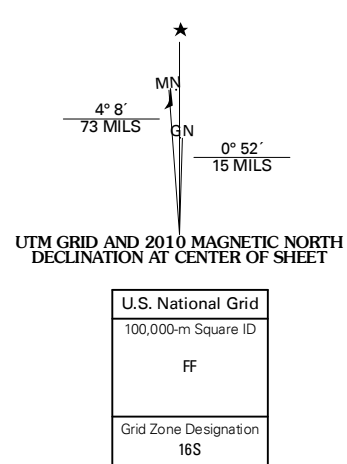 ★
MN
4° 8´
73 MILS
GN
0° 52´
15 MILS
UTM GRID AND 2010 MAGNETIC NORTH
DECLINATION AT CENTER OF SHEET
U.S. National Grid
100,000-m Square ID
FF
Grid Zone Designation
16S